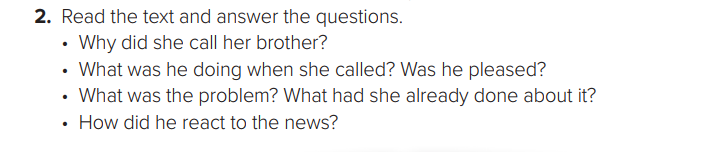 2. Read the text and answer the questions.
• Why did she call her brother?
• What was he doing when she called? Was he pleased?
• What was the problem? What had she already done about it?
• How did he react to the news?